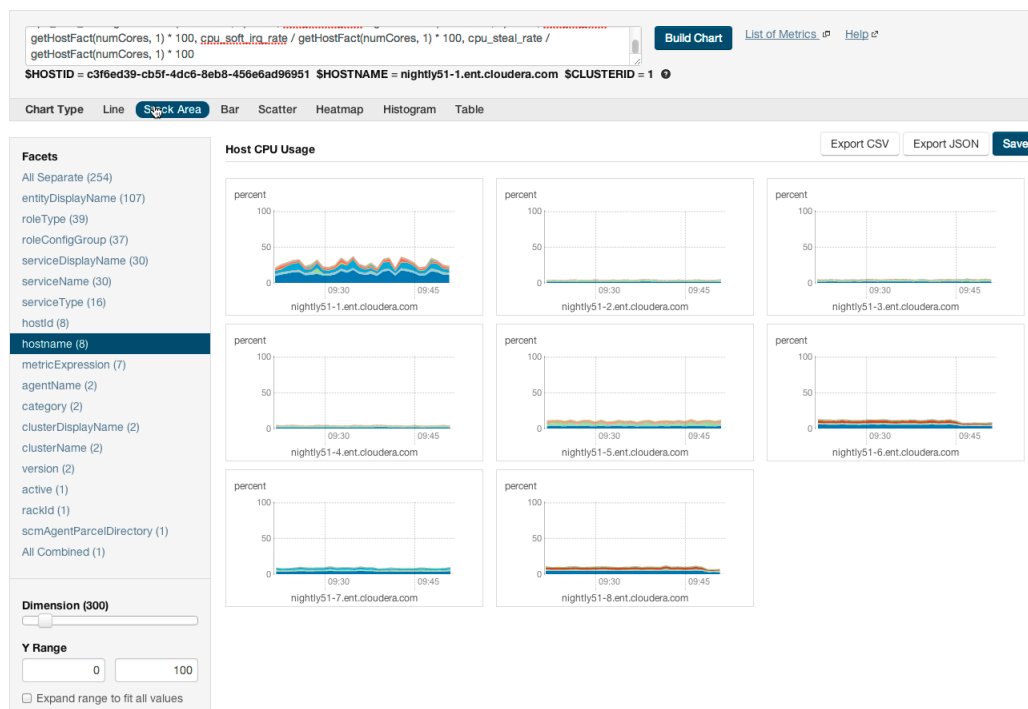 getHostFact(numCores, 1) * 100, cpu_soft_irq_rate / getHostFact(numCores, 1) * 100, cpu_steal_rate /
getHostFact(numCores, 1) * 100
Build Chart
List of Metrics
Help
$HOSTID = c3f6ed39-cb5f-4dc6-8eb8-456e6ad96951 $HOSTNAME = nightly51-1.ent.cloudera.com $CLUSTERID = 1
Chart Type Line Stack Area Bar Scatter Heatmap Histogram Table
Facets
All Separate (254)
entityDisplayName (107)
roleType (39)
roleConfigGroup (37)
serviceDisplayName (30)
serviceName (30)
serviceType (16)
hostId (8)
hostname (8)
metricExpression (7)
agentName (2)
category (2)
clusterDisplayName (2)
clusterName (2)
version (2)
active (1)
rackId (1)
scmAgentParcelDirectory (1)
All Combined (1)
Dimension (300)
Y Range
0 100
Expand range to fit all values
Host CPU Usage
Export CSV Export JSON Save
percent
100
50
0
09:30 09:45
nightly51-1.ent.cloudera.com
percent
100
50
0
09:30 09:45
nightly51-2.ent.cloudera.com
percent
100
50
0
09:30 09:45
nightly51-3.ent.cloudera.com
percent
100
50
0
09:30 09:45
nightly51-4.ent.cloudera.com
percent
100
50
0
09:30 09:45
nightly51-5.ent.cloudera.com
percent
100
50
0
09:30 09:45
nightly51-6.ent.cloudera.com
percent
100
50
0
09:30 09:45
nightly51-7.ent.cloudera.com
percent
100
50
0
09:30 09:45
nightly51-8.ent.cloudera.com